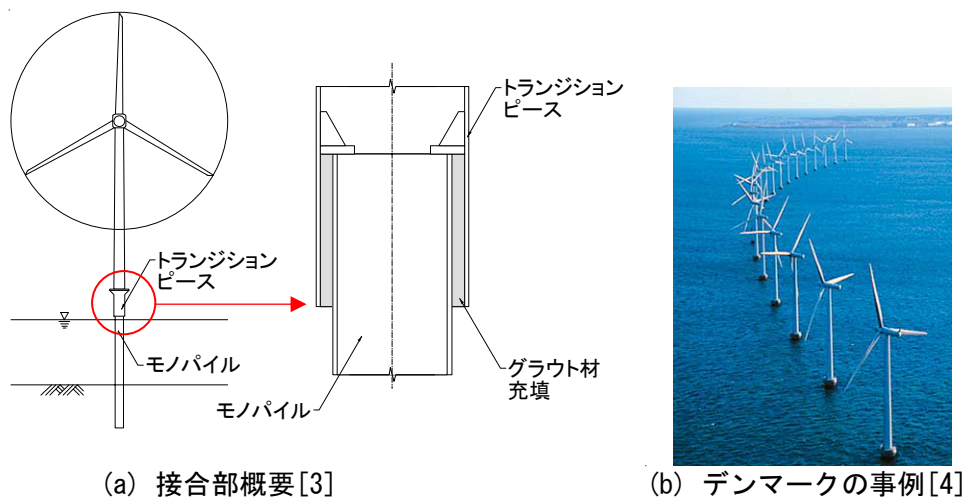 トランジション
ピース
モノパイル
トランジション
ピース
グラウト材
充填
モノパイル
(a) 接合部概要[3]
(b) デンマークの事例[4]